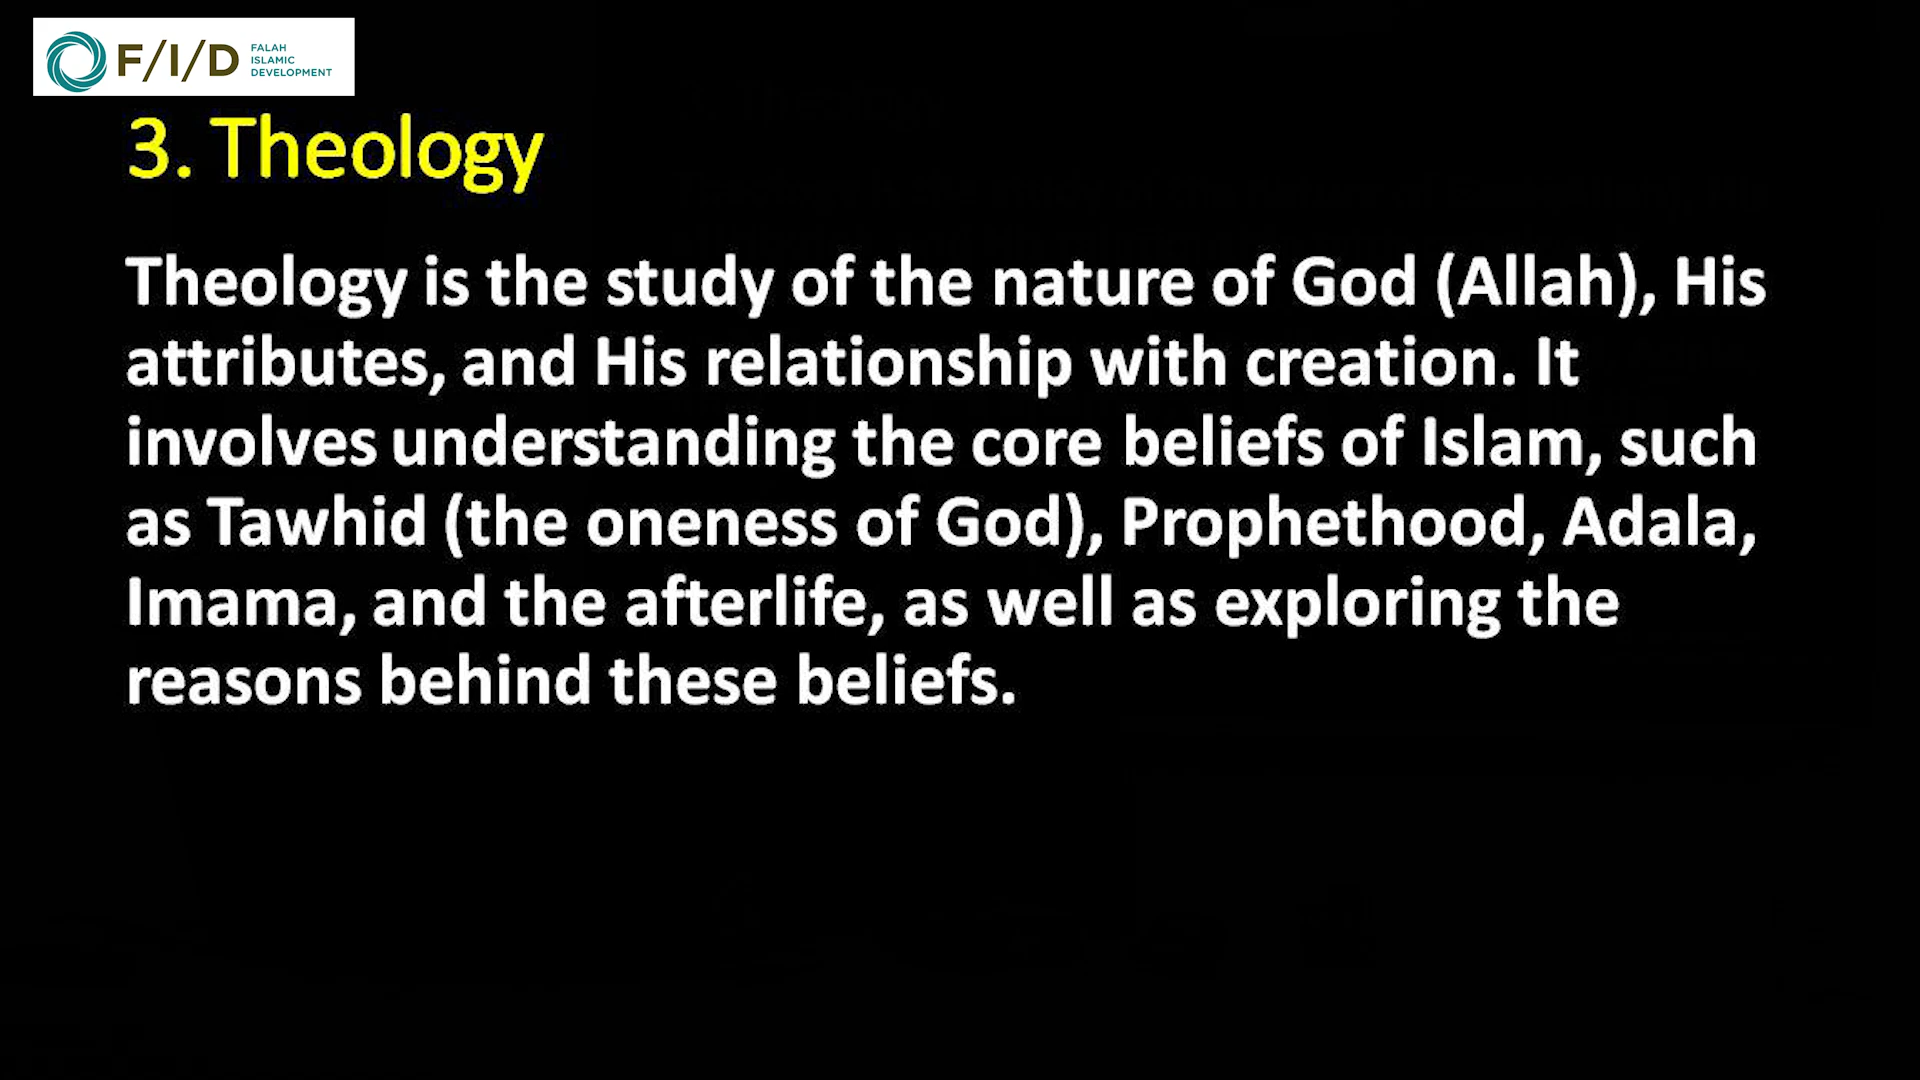 F/I/D
FALAH
ISLAMIC
DEVELOPMENT
3. Theology
Theology is the study of the nature of God (Allah), His
attributes, and His relationship with creation. It
involves understanding the core beliefs of Islam, such
as Tawhid (the oneness of God), Prophethood, Adala,
Imama, and the afterlife, as well as exploring the
reasons behind these beliefs.